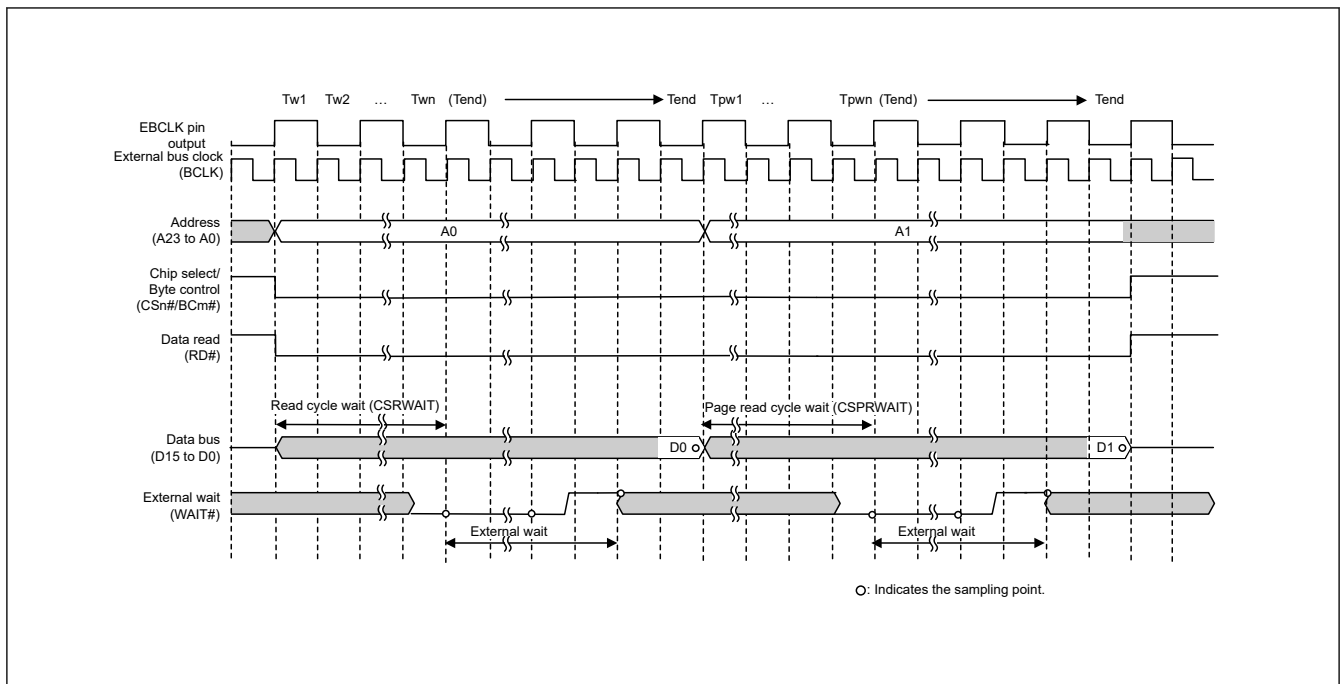 Tw1 Tw2 … Twn (Tend) Tend Tpw1 … Tpwn (Tend) Tend
EBCLK pin
output
External bus clock
(BCLK)
Address
(A23 to A0)
A0 A1
Chip select/
Byte control
(CSn#/BCm#)
Data read
(RD#)
Read cycle wait (CSRWAIT) Page read cycle wait (CSPRWAIT)
Data bus
(D15 to D0)
D0 D1
External wait
(WAIT#)
External wait External wait
: Indicates the sampling point.